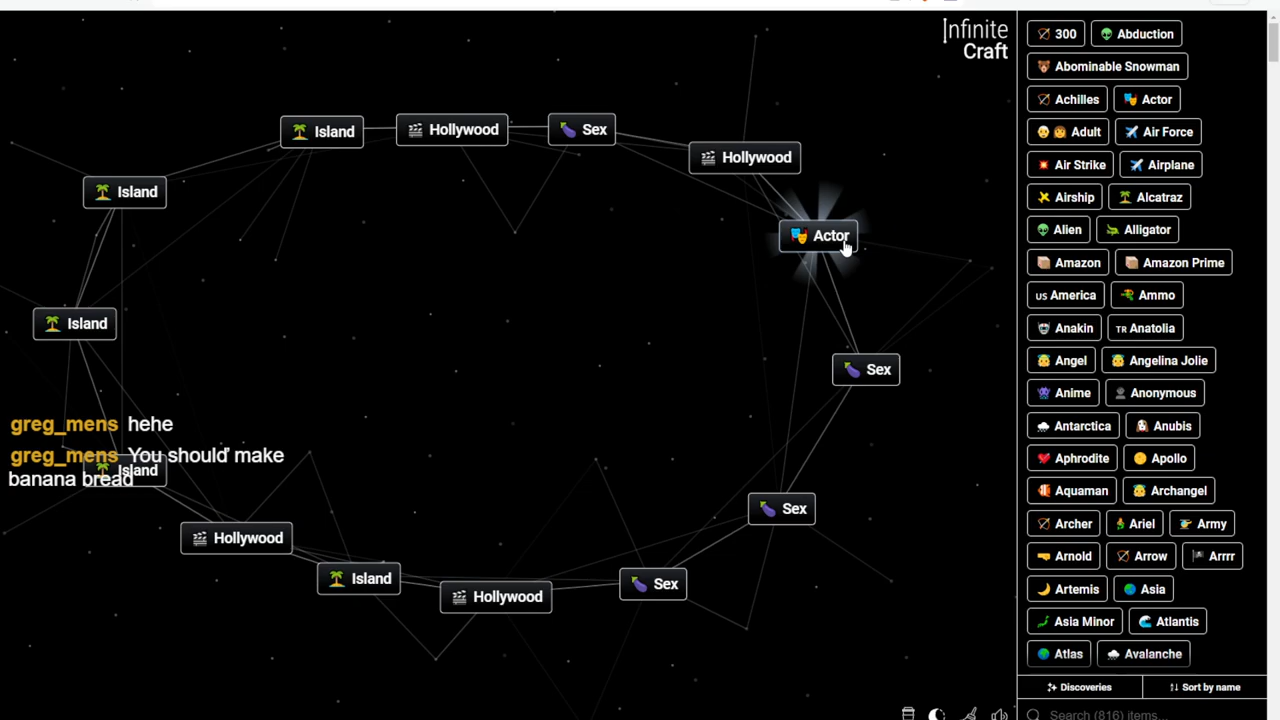 Infinite
Craft
Island
Hollywood
Sex
Hollywood
Island
Actor
Island
Sex
Island
Sex
Hollywood
Island
Hollywood
Sex
greg_mens hehe
greg_mens You should make
banana bread
300 Abduction
Abominable Snowman
Achilles Actor
Adult Air Force
Air Strike Airplane
Airship Alcatraz
Alien Alligator
Amazon Amazon Prime
US America Ammo
Anakin TR Anatolia
Angel Angelina Jolie
Anime Anonymous
Antarctica Anubis
Aphrodite Apollo
Aquaman Archangel
Archer Ariel Army
Arnold Arrow Arrrr
Artemis Asia
Asia Minor Atlantis
Atlas Avalanche
Discoveries Sort by name
Search (816) items...